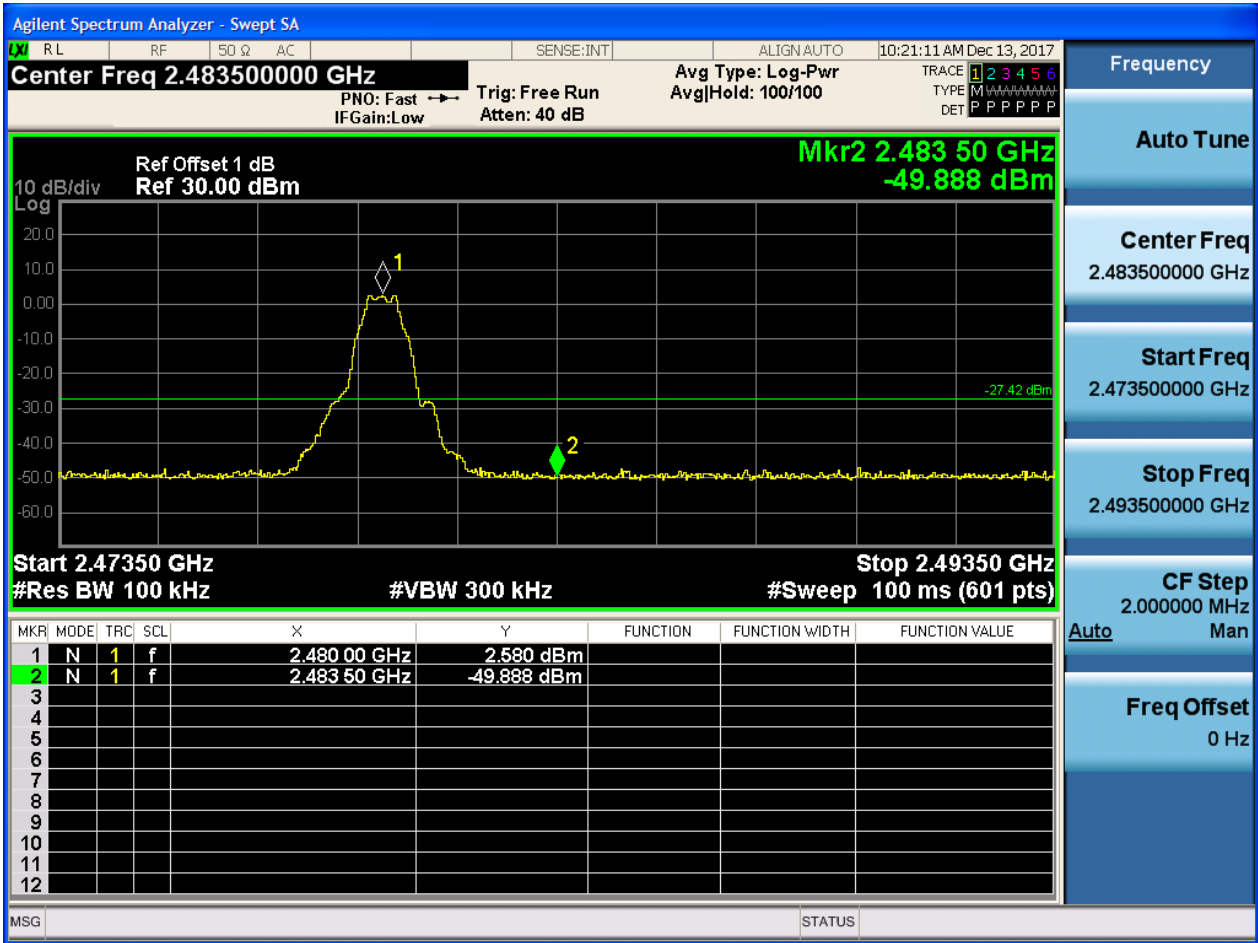 Agilent Spectrum Analyzer - Swept SA
LXI RL RF 50 Ω AC SENSE:INT ALIGN AUTO 10:21:11 AM Dec 13, 2017
Center Freq 2.483500000 GHz
PNO: Fast
IFGain:Low
Trig: Free Run
Atten: 40 dB
Avg Type: Log-Pwr
Avg|Hold: 100/100
TRACE 1 2 3 4 5 6
TYPE M
DET P P P P P P
Mkr2 2.483 50 GHz
-49.888 dBm
Ref Offset 1 dB
10 dB/div Ref 30.00 dBm
Log
20.0
10.0
0.00
-10.0
-20.0
-30.0
-40.0
-50.0
-60.0
1
-27.42 dBm
2
Start 2.47350 GHz Stop 2.49350 GHz
#Res BW 100 kHz #VBW 300 kHz #Sweep 100 ms (601 pts)
MKR MODE TRC SCL X Y FUNCTION FUNCTION WIDTH FUNCTION VALUE
1 N 1 f 2.480 00 GHz 2.580 dBm
2 N 1 f 2.483 50 GHz -49.888 dBm
3
4
5
6
7
8
9
10
11
12
MSG STATUS
Frequency
Auto Tune
Center Freq
2.483500000 GHz
Start Freq
2.473500000 GHz
Stop Freq
2.493500000 GHz
CF Step
2.000000 MHz
Auto Man
Freq Offset
0 Hz